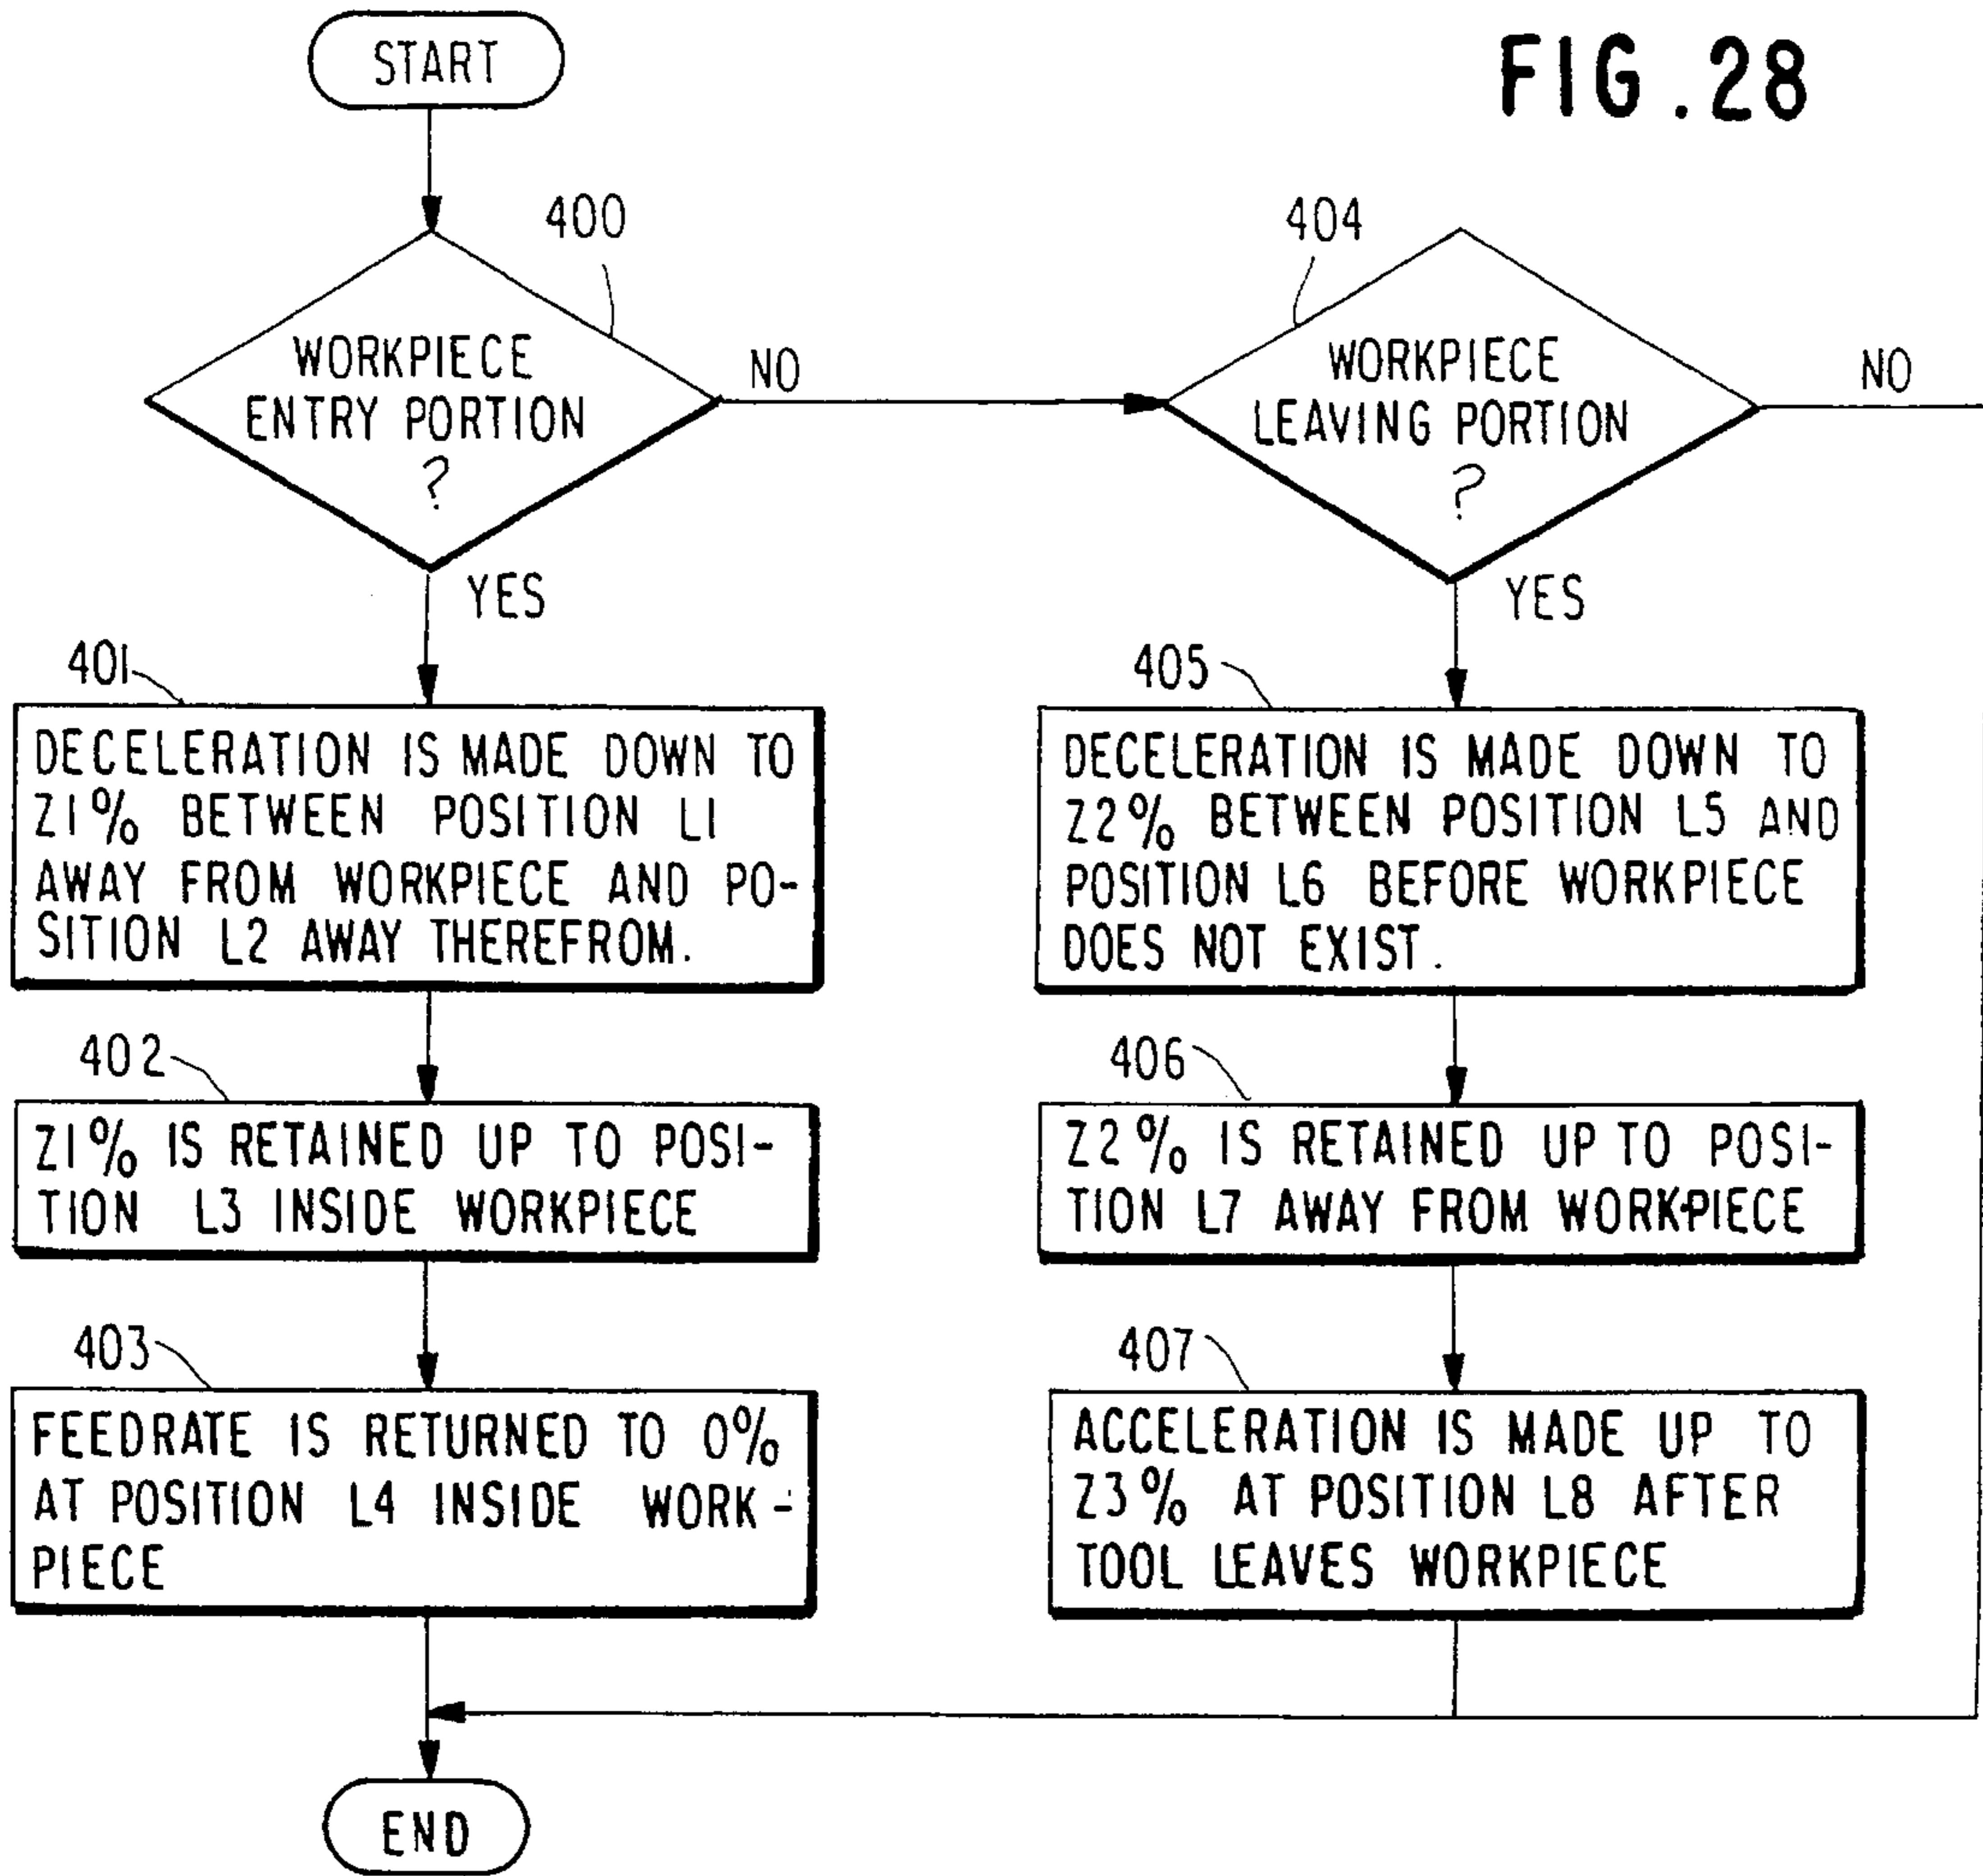 FIG.28
START
400
WORKPIECE
ENTRY PORTION
?
NO
YES
401
DECELERATION IS MADE DOWN TO
Z1% BETWEEN POSITION L1
AWAY FROM WORKPIECE AND PO-
SITION L2 AWAY THEREFROM.
402
Z1% IS RETAINED UP TO POSI-
TION L3 INSIDE WORKPIECE
403
FEEDRATE IS RETURNED TO 0%
AT POSITION L4 INSIDE WORK-
PIECE
404
WORKPIECE
LEAVING PORTION
?
NO
YES
405
DECELERATION IS MADE DOWN TO
Z2% BETWEEN POSITION L5 AND
POSITION L6 BEFORE WORKPIECE
DOES NOT EXIST.
406
Z2% IS RETAINED UP TO POSI-
TION L7 AWAY FROM WORKPIECE
407
ACCELERATION IS MADE UP TO
Z3% AT POSITION L8 AFTER
TOOL LEAVES WORKPIECE
END